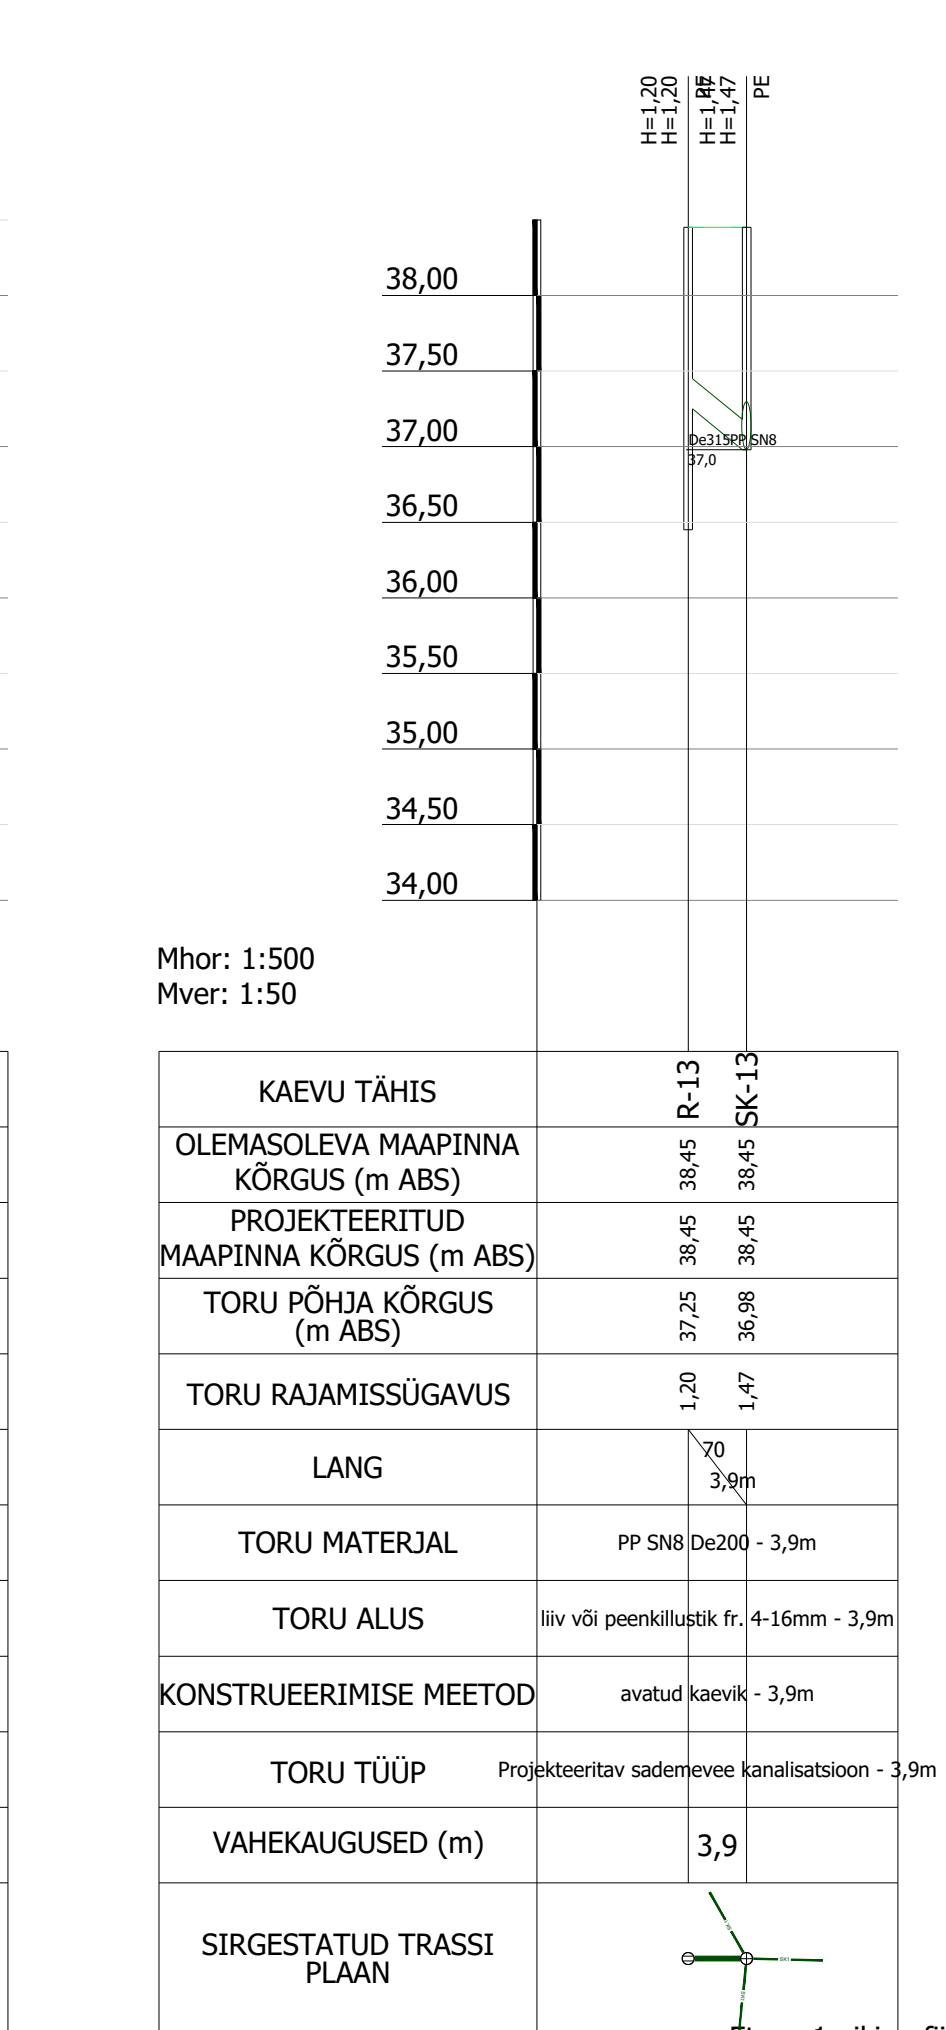 H=1,20
H=1,20
H=1,47
H=1,47
PE
38,00
37,50
37,00
De315PP SN8
37,0
36,50
36,00
35,50
35,00
34,50
34,00
Mhor: 1:500
Mver: 1:50
KAEVU TÄHIS
R-13
SK-13
OLEMASOLEVA MAAPINNA
KÕRGUS (m ABS)
38,45
38,45
PROJEKTEERITUD
MAAPINNA KÕRGUS (m ABS)
38,45
38,45
TORU PÕHJA KÕRGUS
(m ABS)
37,25
36,98
TORU RAJAMISSÜGAVUS
1,20
1,47
LANG
70
3,9m
TORU MATERJAL
PP SN8 De200 - 3,9m
TORU ALUS
liiv või peenkillustik fr. 4-16mm - 3,9m
KONSTRUEERIMISE MEETOD
avatud kaevik - 3,9m
TORU TÜÜP
Projekteeritav sademevee kanalisatsioon - 3,9m
VAHEKAUGUSED (m)
3,9
SIRGESTATUD TRASSI
PLAAN